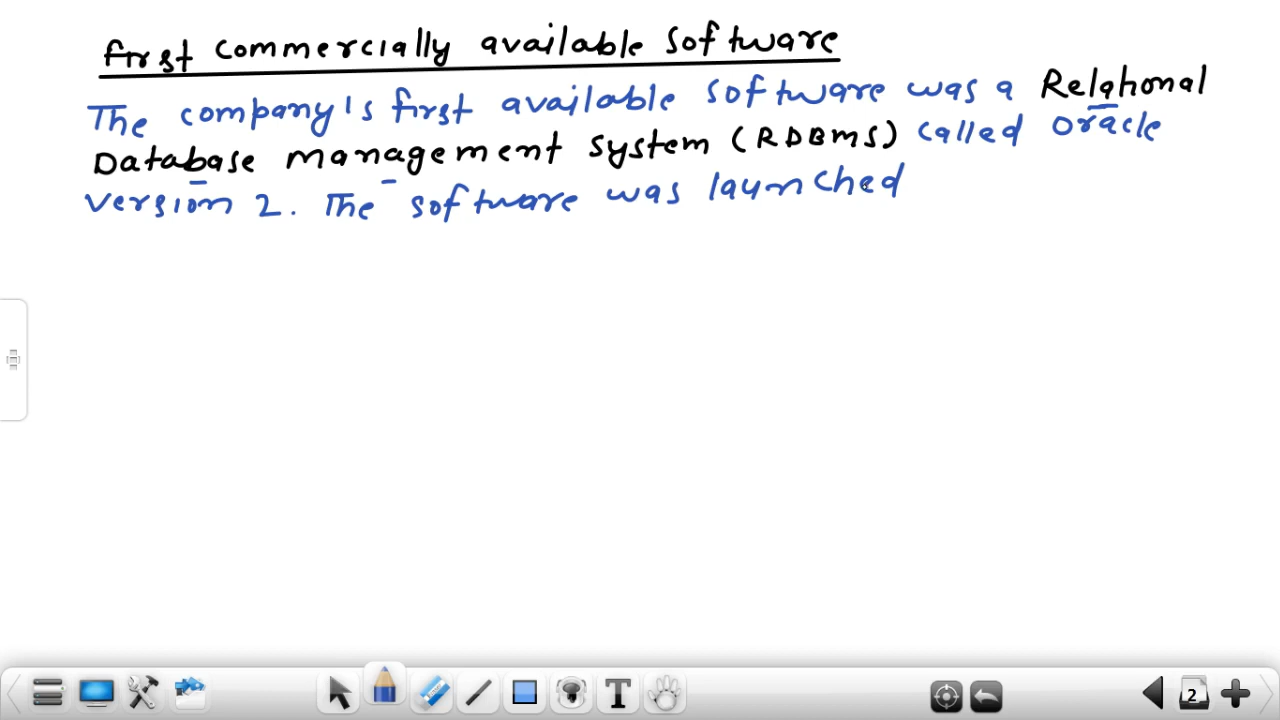 First commercially available Software
The company's first available software was a Relational
Database management System (RDBMS) called Oracle
version 2. The software was launched
T
2